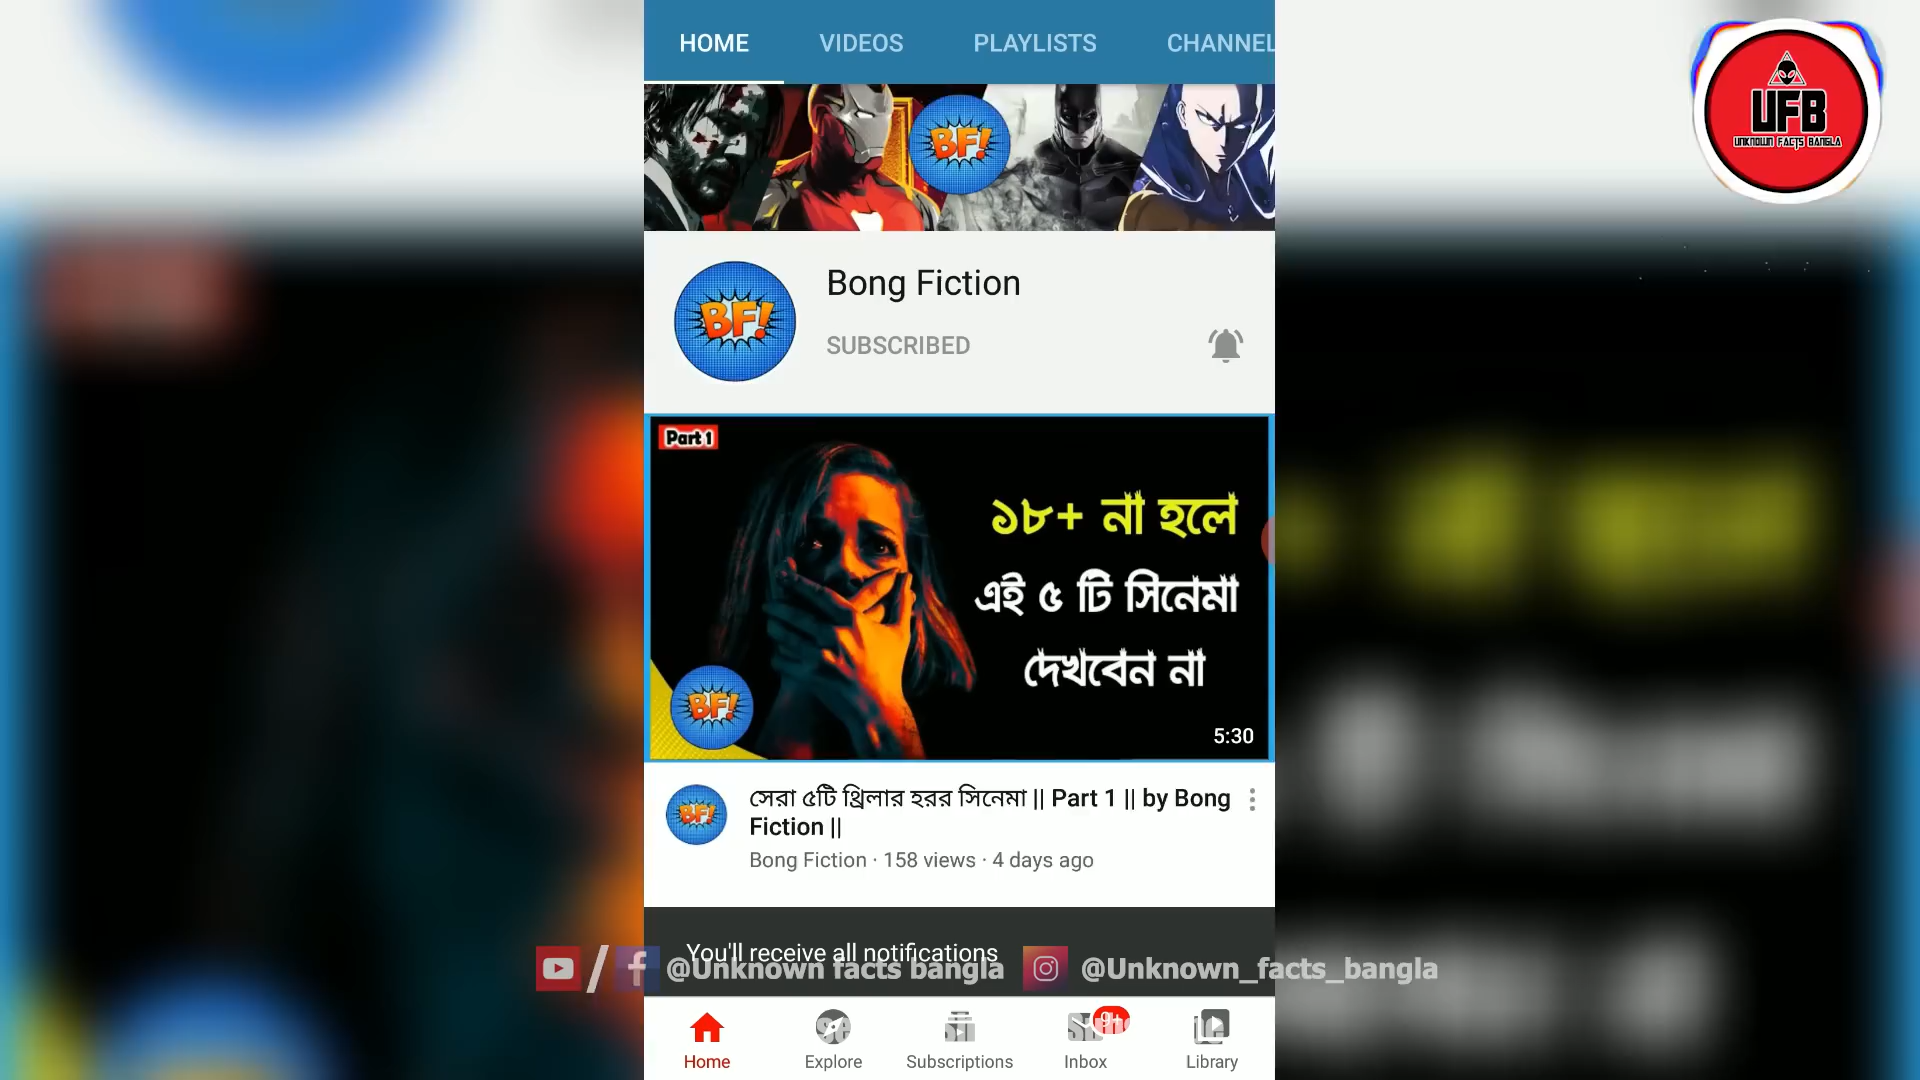 HOME VIDEOS PLAYLISTS CHANNEL
UFB
UNKNOWN FACTS BANGLA
BF!
Bong Fiction
BF!
SUBSCRIBED
Part 1
১৮+ না হলে
এই ৫ টি সিনেমা
দেখবেন না
BF!
5:30
সেরা ৫টি থ্রিলার হরর সিনেমা || Part 1 || by Bong
Fiction ||
BF!
Bong Fiction · 158 views · 4 days ago
You'll receive all notifications
/ f @Unknown facts bangla @Unknown_facts_bangla
9+
Home Explore Subscriptions Inbox Library